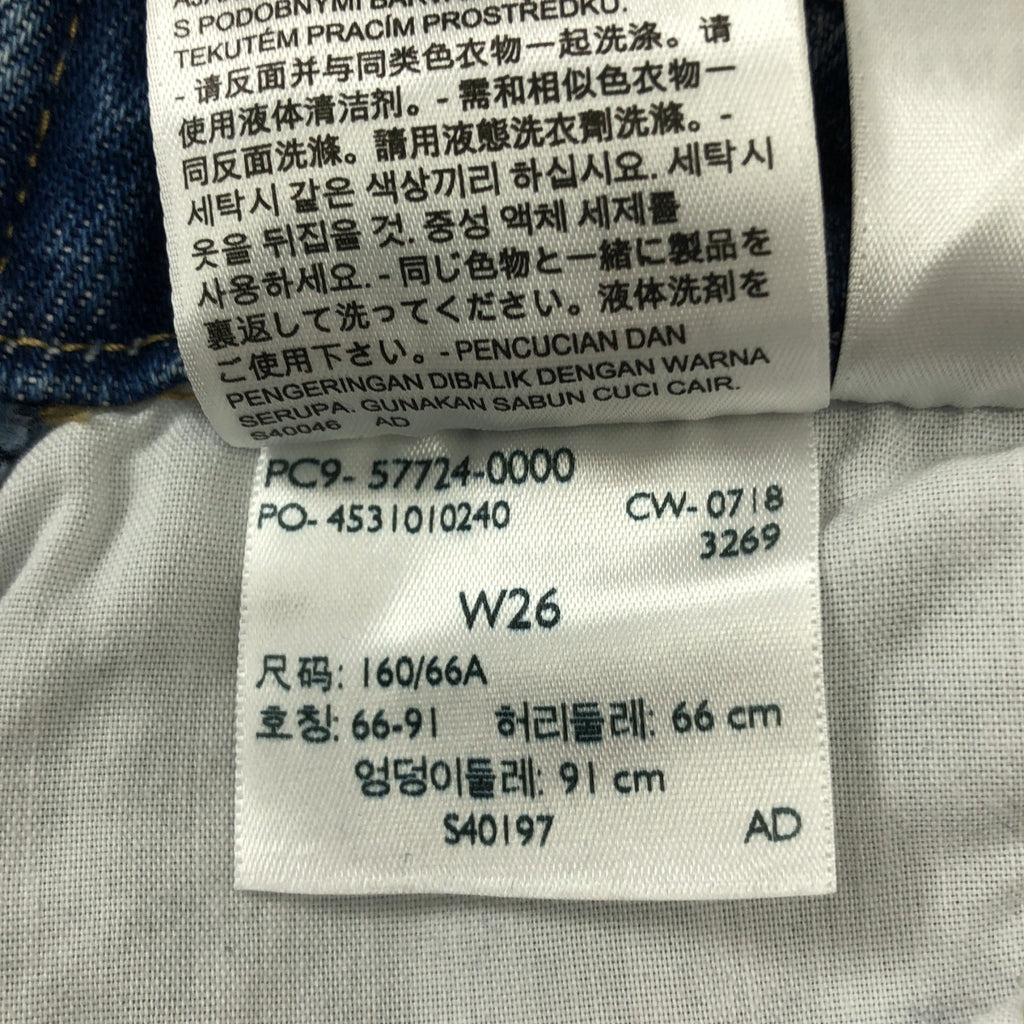 S PODOBNÝMI
TEKUTÉM PRACÍM PROSTŘEDKU.
- 请反面并与同类色衣物一起洗涤。请
使用液体清洁剂。- 需和相似色衣物一
同反面洗滌。請用液態洗衣劑洗滌。-
세탁시 같은 색상끼리 하십시요. 세탁시
옷을 뒤집을 것. 중성 액체 세제를
사용하세요. - 同じ色物と一緒に製品を
裏返して洗ってください。液体洗剤を
ご使用下さい。- PENCUCIAN DAN
PENGERINGAN DIBALIK DENGAN WARNA
SERUPA. GUNAKAN SABUN CUCI CAIR.
S40046 AD
PC9- 57724-0000
PO- 4531010240 CW- 0718
3269
W26
尺码: 160/66A
호칭: 66-91 허리둘레: 66 cm
엉덩이둘레: 91 cm
S40197 AD